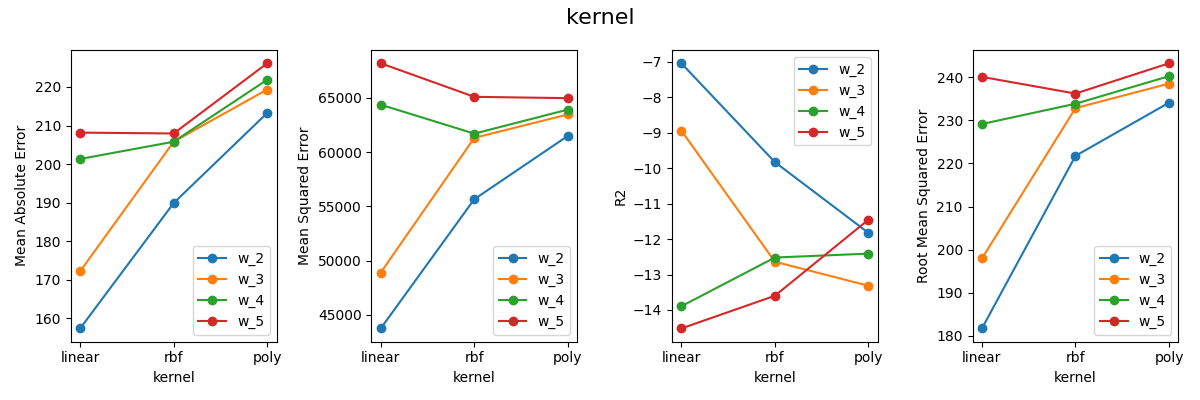 kernel
Mean Absolute Error
220
210
200
190
180
170
160
linear
rbf
poly
kernel
w_2
w_3
w_4
w_5
Mean Squared Error
65000
60000
55000
50000
45000
linear
rbf
poly
kernel
w_2
w_3
w_4
w_5
R2
−7
−8
−9
−10
−11
−12
−13
−14
linear
rbf
poly
kernel
w_2
w_3
w_4
w_5
Root Mean Squared Error
240
230
220
210
200
190
180
linear
rbf
poly
kernel
w_2
w_3
w_4
w_5